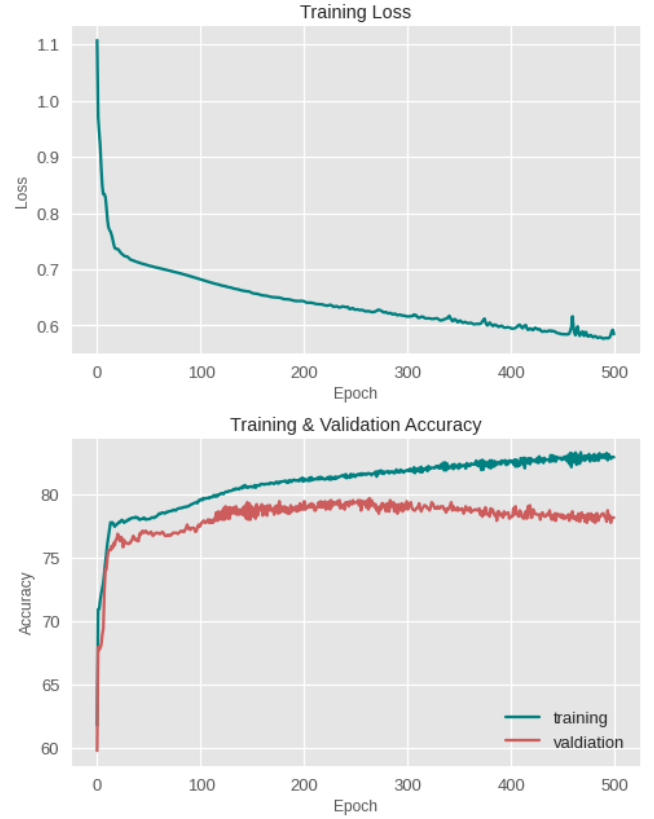 Training Loss
1.1
1.0
0.9
0.8
0.7
0.6
Loss
0 100 200 300 400 500
Epoch
Training & Validation Accuracy
80
75
70
65
60
Accuracy
training
valdiation
0 100 200 300 400 500
Epoch